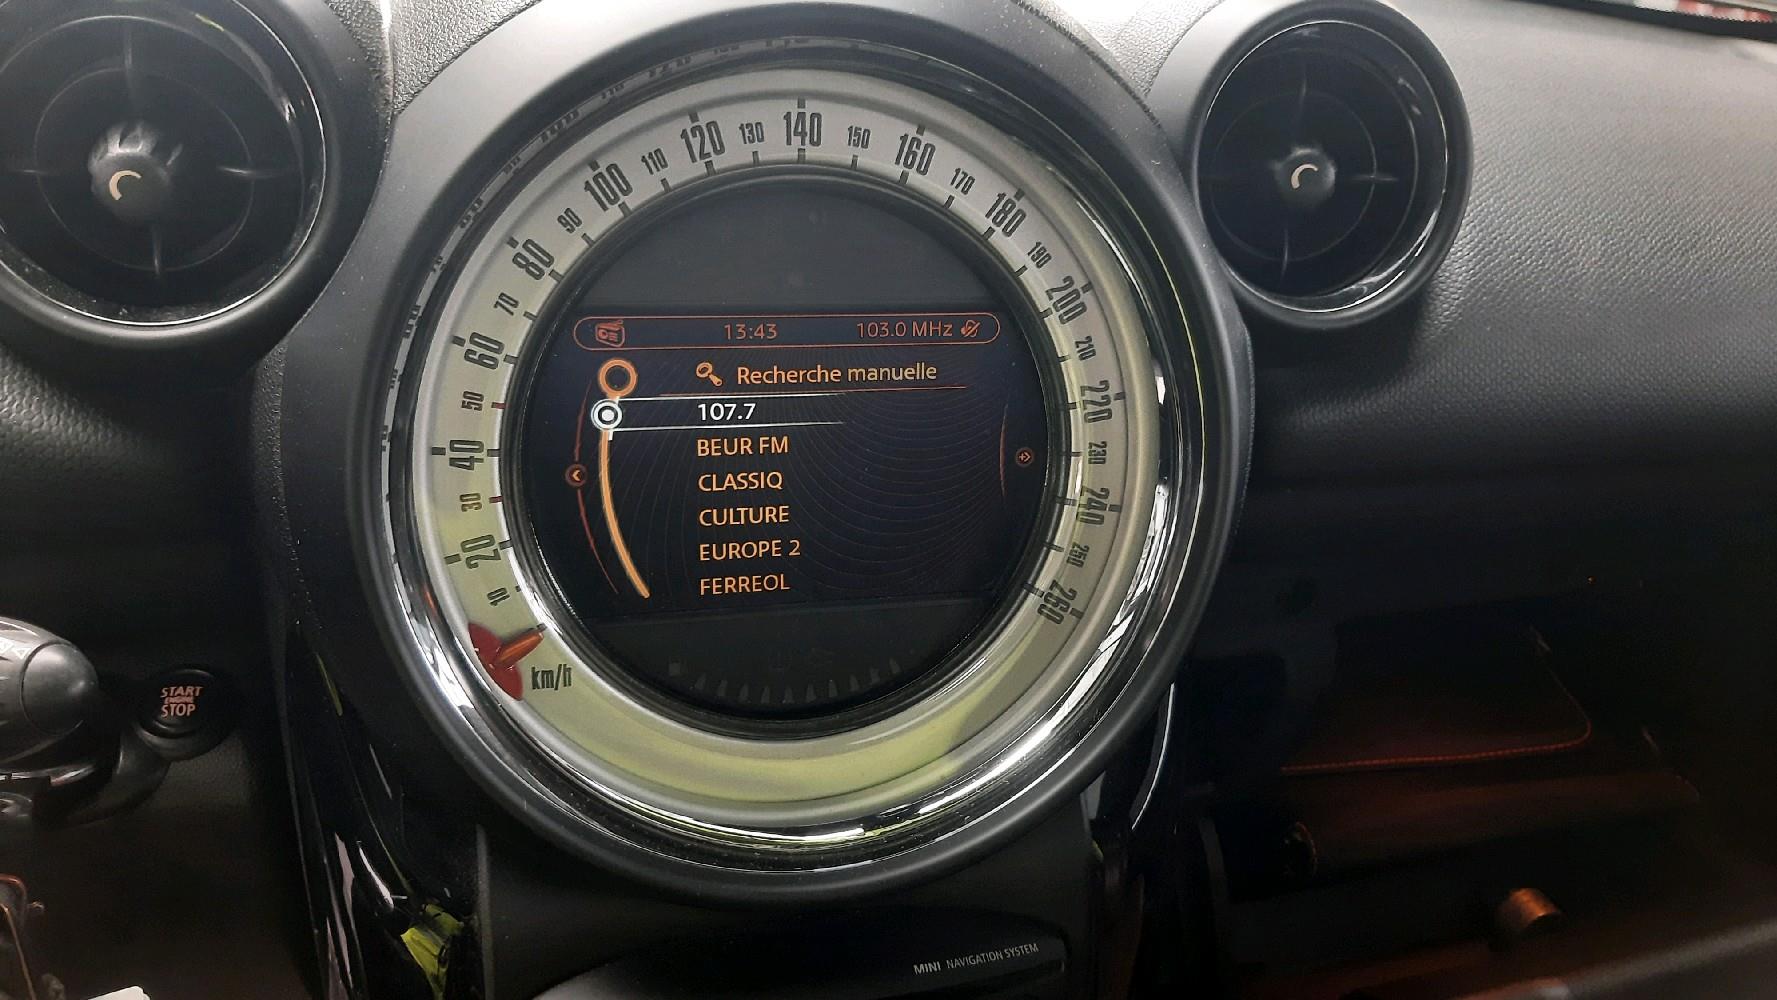 10
20
30
40
50
60
70
80
90
100
110
120
130
140
150
160
170
180
190
200
210
220
230
240
250
260
km/h
13:43 103.0 MHz
Recherche manuelle
107.7
BEUR FM
CLASSIQ
CULTURE
EUROPE 2
FERREOL
START
ENGINE
STOP
MINI NAVIGATION SYSTEM